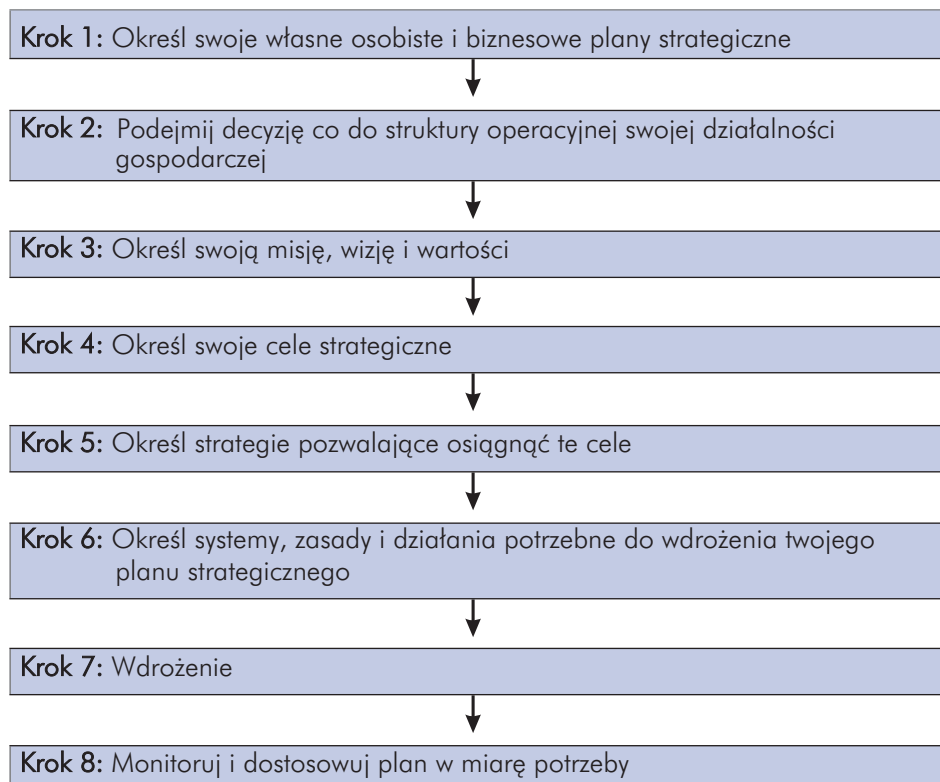 Krok 1: Określ swoje własne osobiste i biznesowe plany strategiczne
Krok 2: Podejmij decyzję co do struktury operacyjnej swojej działalności
gospodarczej
Krok 3: Określ swoją misję, wizję i wartości
Krok 4: Określ swoje cele strategiczne
Krok 5: Określ strategie pozwalające osiągnąć te cele
Krok 6: Określ systemy, zasady i działania potrzebne do wdrożenia twojego
planu strategicznego
Krok 7: Wdrożenie
Krok 8: Monitoruj i dostosowuj plan w miarę potrzeby